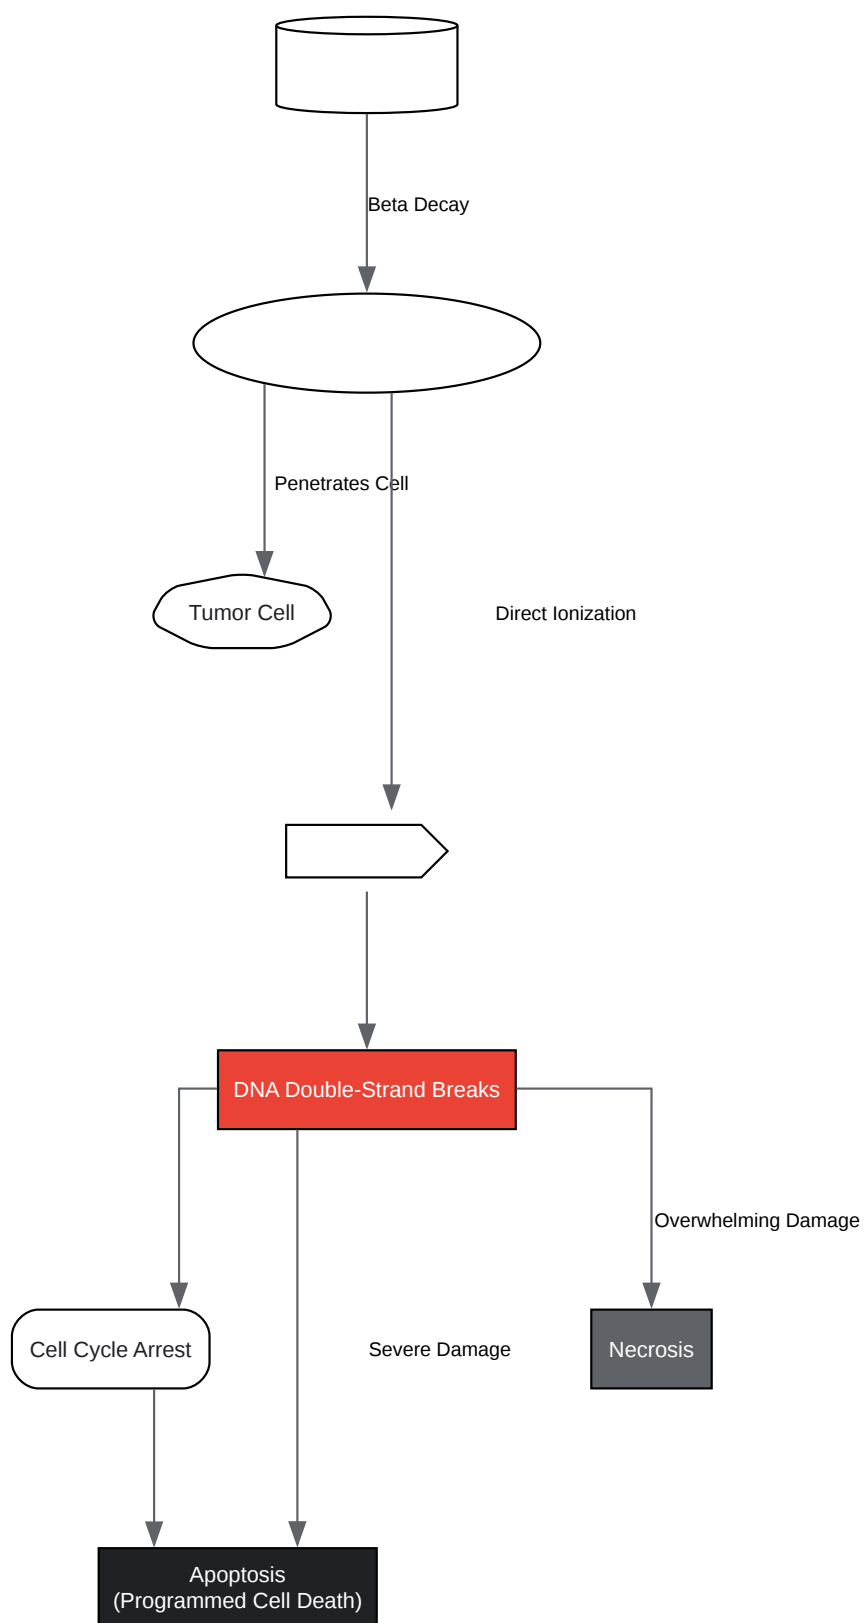 Beta Decay
Penetrates Cell
Tumor Cell
Direct Ionization
DNA Double-Strand Breaks
Overwhelming Damage
Cell Cycle Arrest
Severe Damage
Necrosis
Apoptosis
(Programmed Cell Death)